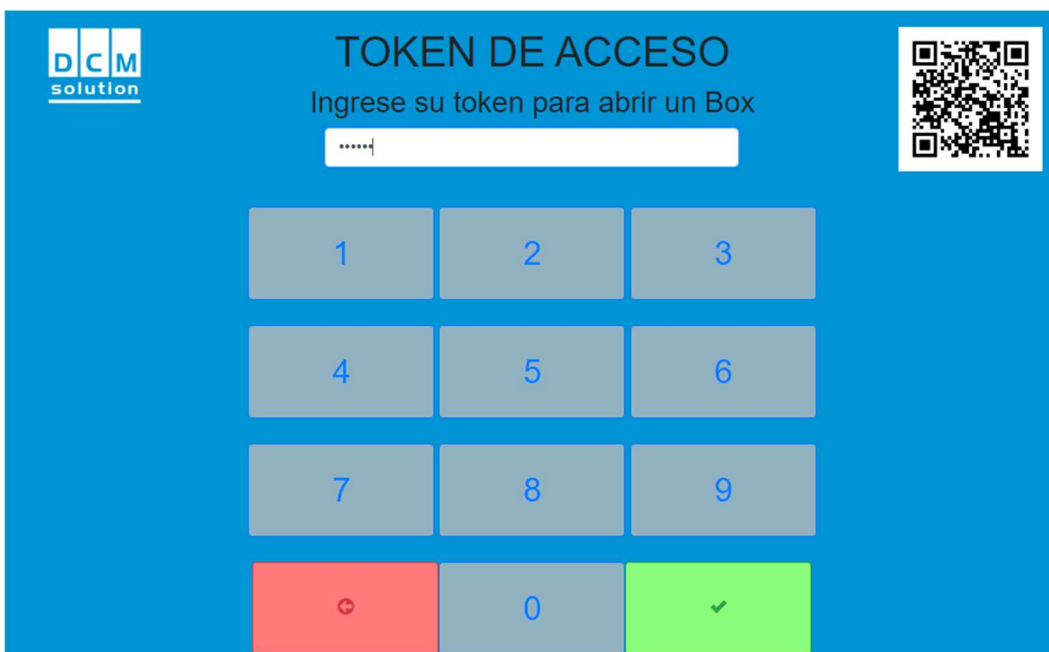 DCM
solution
TOKEN DE ACCESO
Ingrese su token para abrir un Box
••••••
1 2 3
4 5 6
7 8 9
0